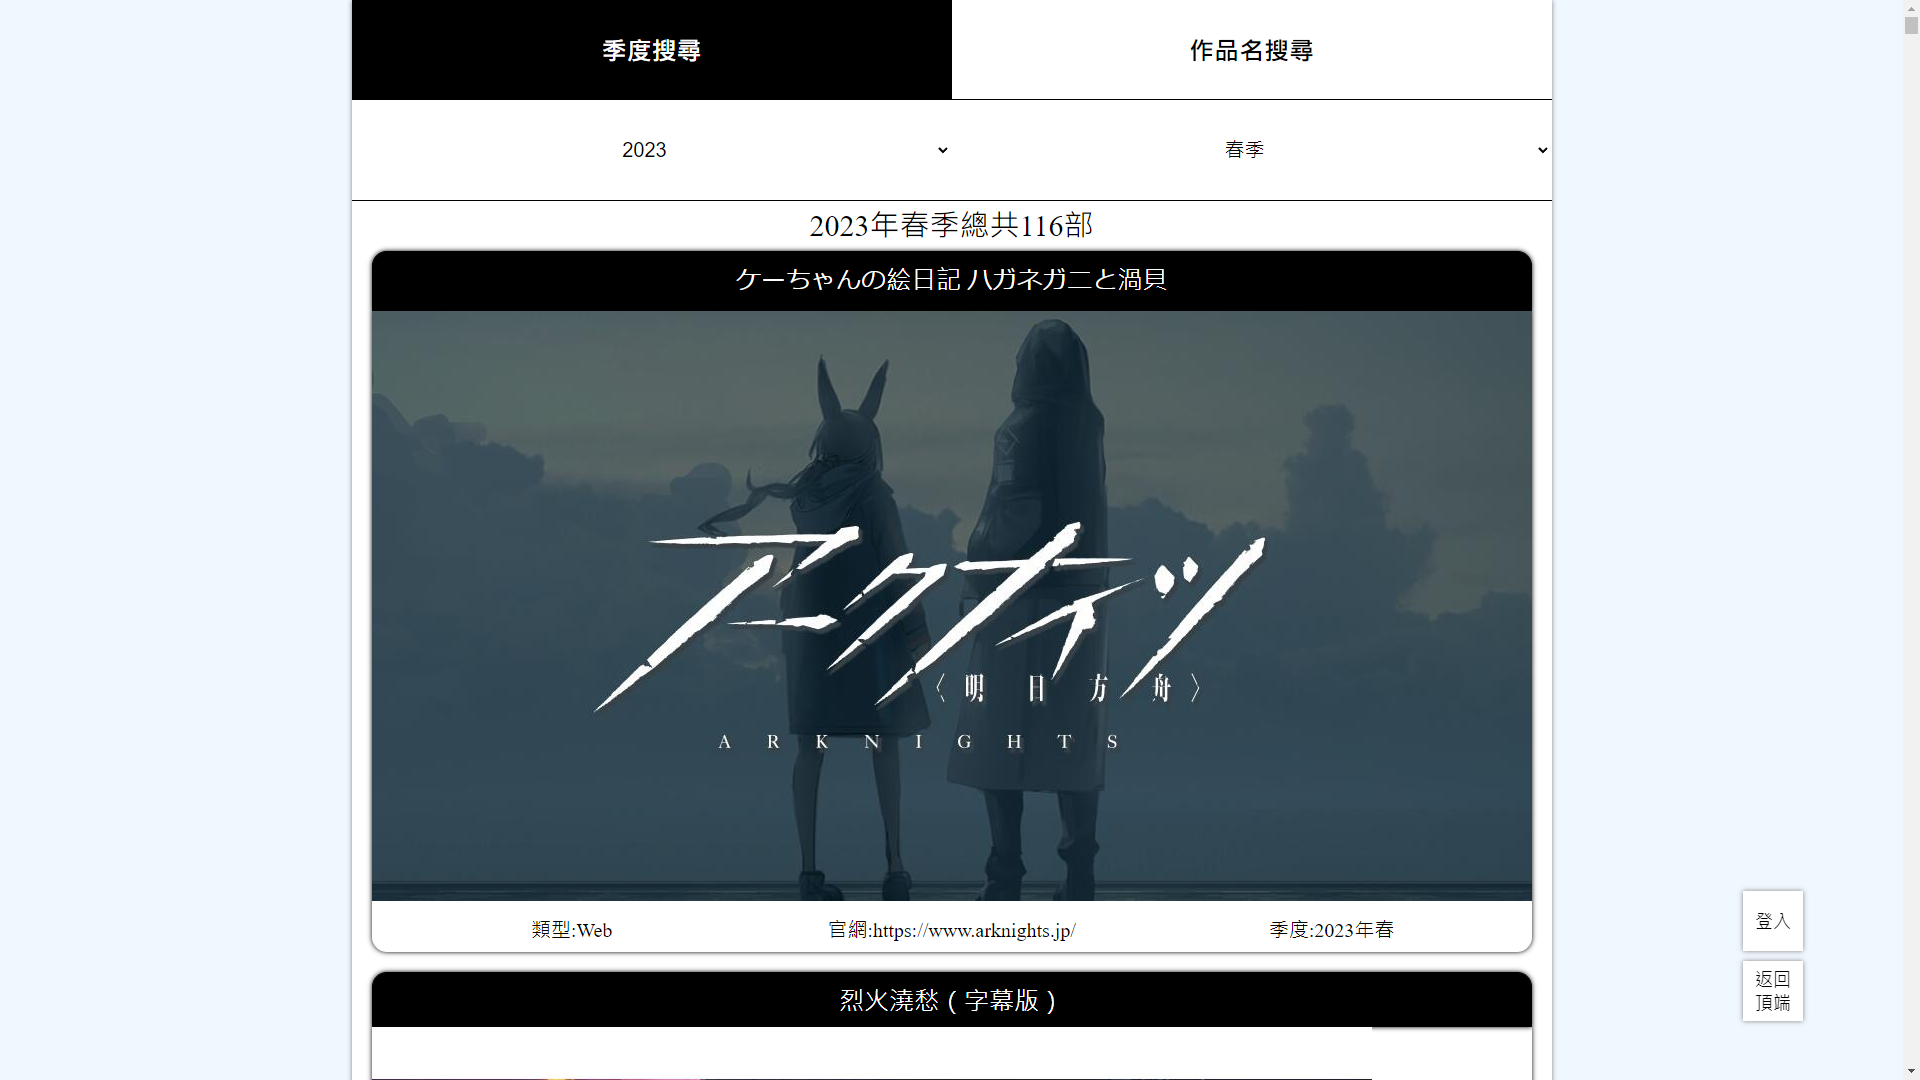 季度搜尋
作品名搜尋
2023
春季
2023年春季總共116部
ケーちゃんの絵日記 ハガネガニと渦貝
アークナイツ
〈明日方舟〉
ARKNIGHTS
類型:Web
官網:https://www.arknights.jp/
季度:2023年春
烈火澆愁（字幕版）
登入
返回
頂端